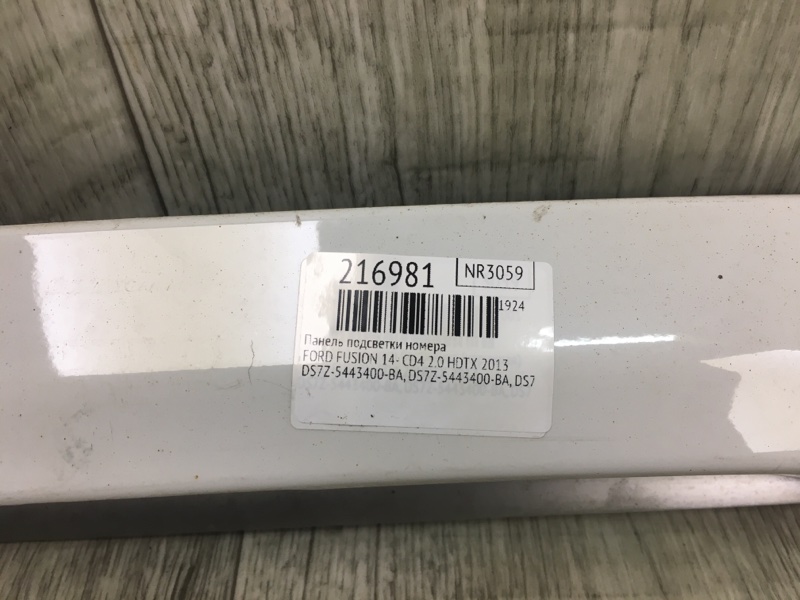 216981 NR3059
1924
Панель подсветки номера
FORD FUSION 14- CD4 2.0 HDTX 2013
DS7Z-5443400-BA, DS7Z-5443400-BA, DS7